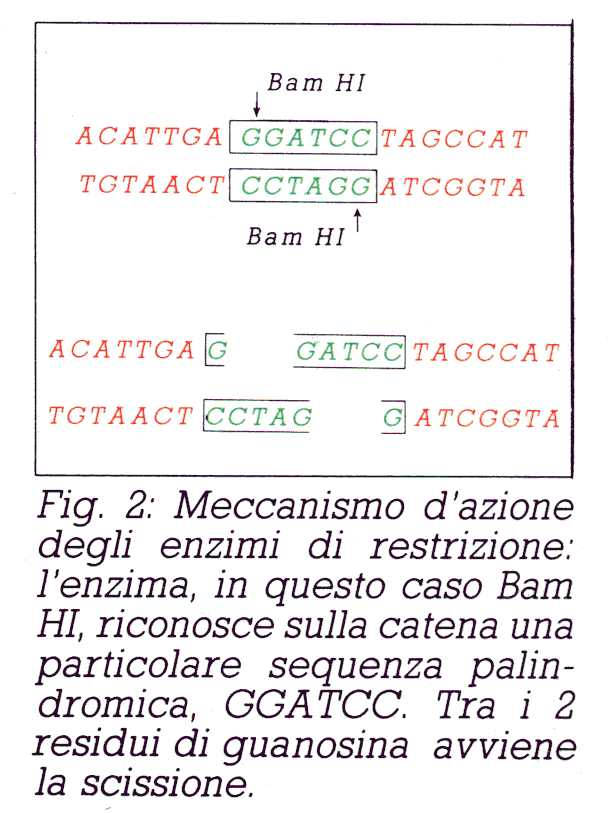 Bam HI
ACATTGA GGATCC TAGCCAT
TGTAACT CCTAGG ATCGGTA
Bam HI
ACATTGA G GATCC TAGCCAT
TGTAACT CCTAG G ATCGGTA
Fig. 2: Meccanismo d'azione
degli enzimi di restrizione:
l'enzima, in questo caso Bam
HI, riconosce sulla catena una
particolare sequenza palin-
dromica, GGATCC. Tra i 2
residui di guanosina avviene
la scissione.